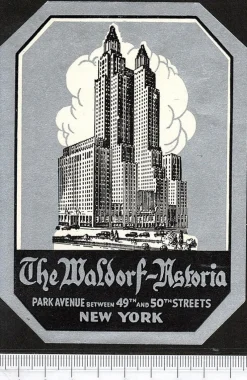 The Waldorf-Astoria
PARK AVENUE BETWEEN 49TH AND 50TH STREETS
NEW YORK